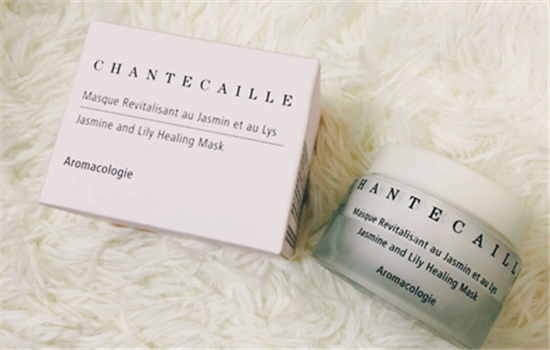 CHANTECAILLE
Masque Revitalisant au Jasmin et au Lys
Jasmine and Lily Healing Mask
Aromacologie
CHANTECAILLE
Masque Revitalisant au Jasmin et au Lys
Jasmine and Lily Healing Mask
Aromacologie